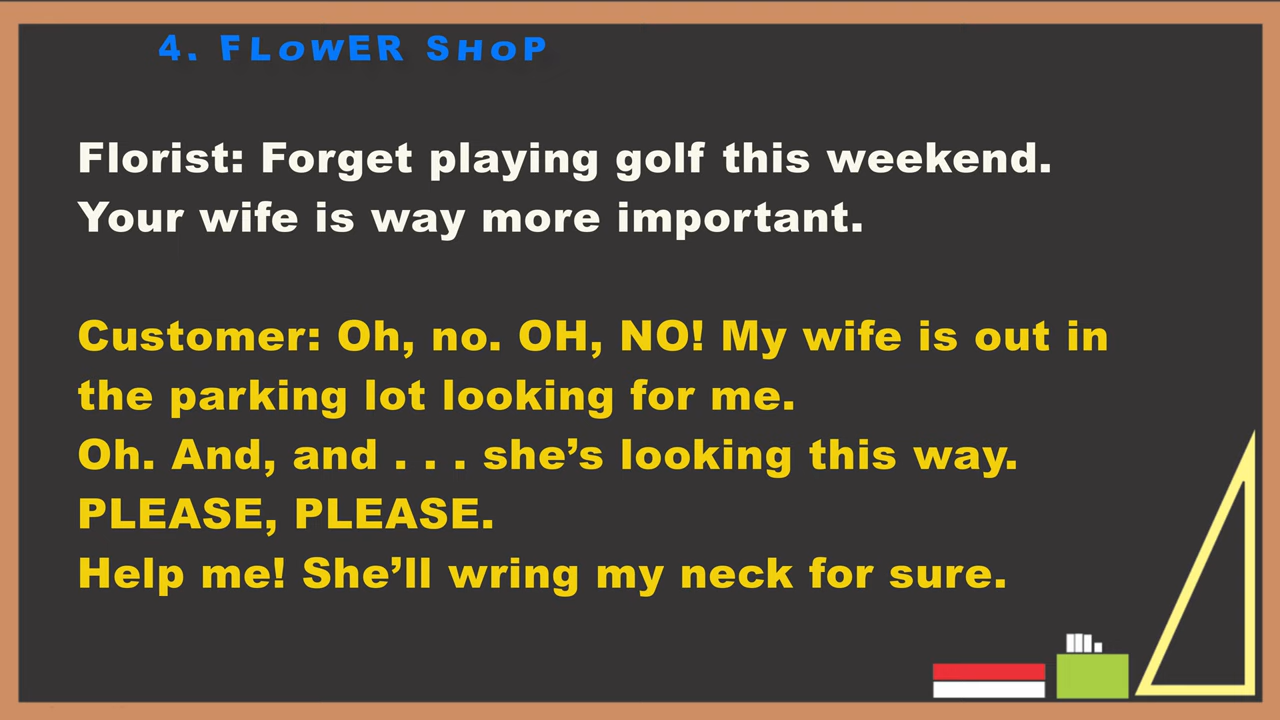 4. FLOWER SHOP
Florist: Forget playing golf this weekend.
Your wife is way more important.
Customer: Oh, no. OH, NO! My wife is out in
the parking lot looking for me.
Oh. And, and . . . she’s looking this way.
PLEASE, PLEASE.
Help me! She’ll wring my neck for sure.